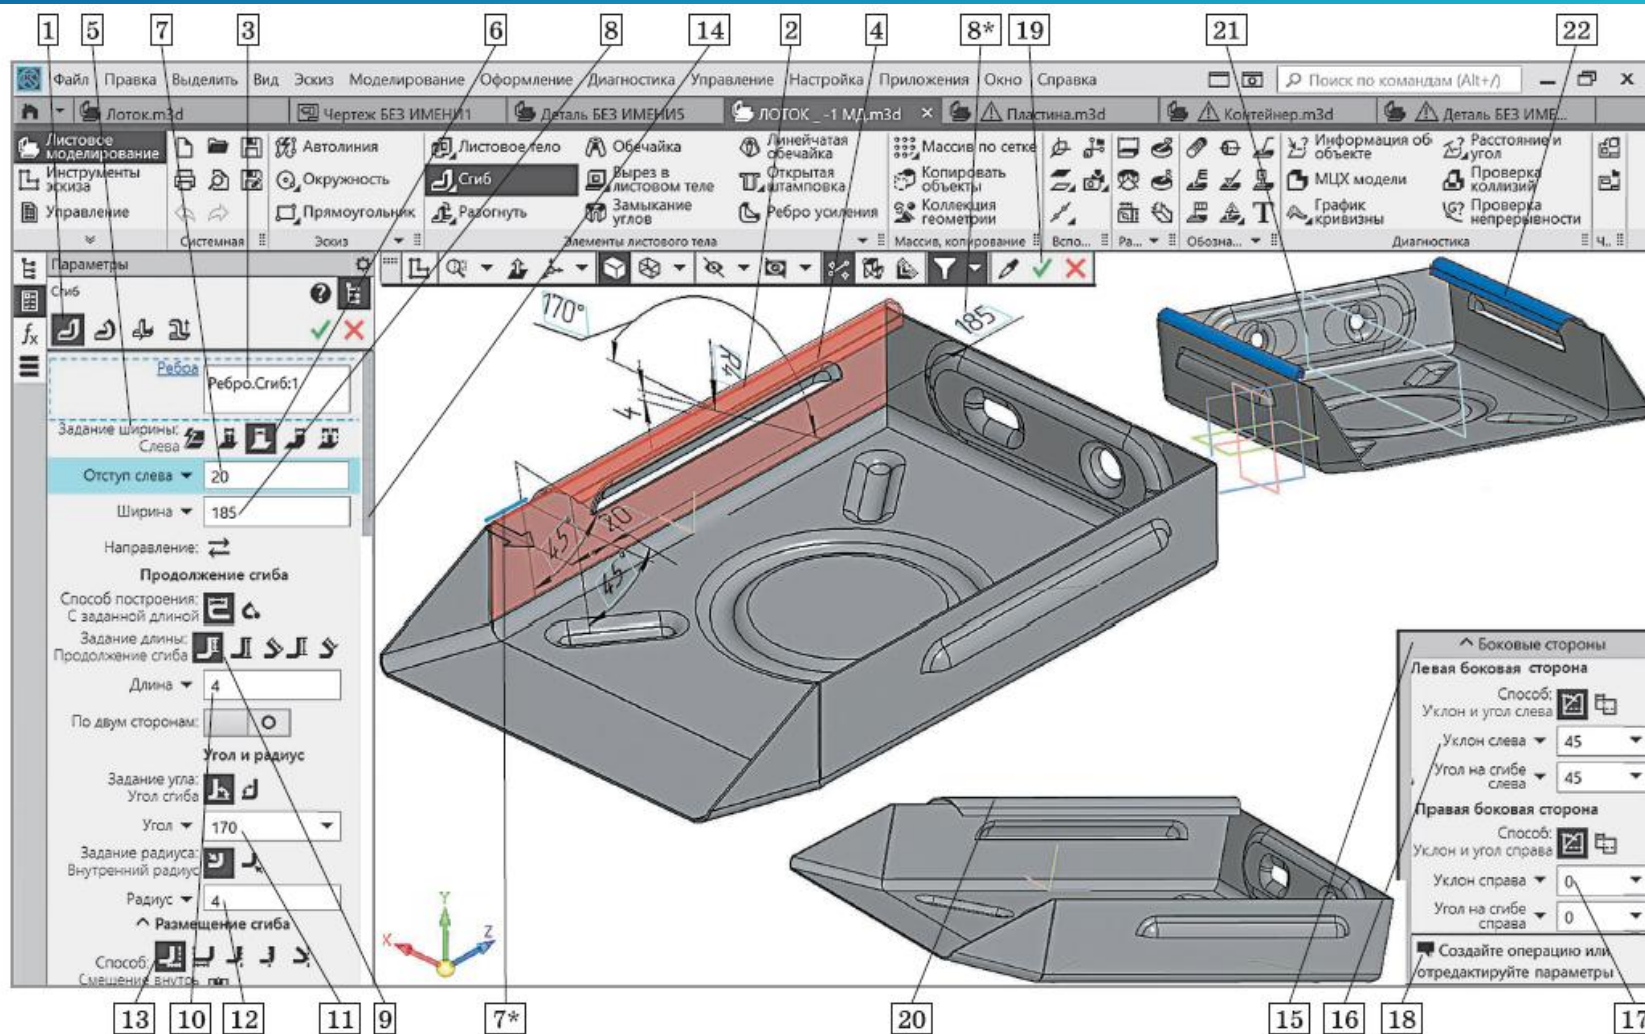 1 5 7 3 6 8 14 2 4 8* 19 21 22
Файл Правка Выделить Вид Эскиз Моделирование Оформление Диагностика Управление Настройка Приложения Окно Справка
Поиск по командам (Alt+/)
Лоток.m3d
Чертеж БЕЗ ИМЕНИ1
Деталь БЕЗ ИМЕНИ5
ЛОТОК _ -1 МД.m3d
Пластина.m3d
Контейнер.m3d
Деталь БЕЗ ИМЕ...
Листовое моделирование
Инструменты эскиза
Управление
Системная
Автолиния
Окружность
Прямоугольник
Эскиз
Листовое тело
Сгиб
Разогнуть
Обечайка
Вырез в листовом теле
Замыкание углов
Линейчатая обечайка
Открытая штамповка
Ребро усиления
Элементы листового тела
Массив по сетке
Копировать объекты
Коллекция геометрии
Массив, копирование
Вспо...
Ра...
Обозна...
Информация об объекте
МЦХ модели
График кривизны
Расстояние и угол
Проверка коллизий
Проверка непрерывности
Диагностика
Ч...
Параметры
Сгиб
Ребра
Ребро.Сгиб:1
Задание ширины:
Слева
Отступ слева 20
Ширина 185
Направление:
Продолжение сгиба
Способ построения:
С заданной длиной
Задание длины:
Продолжение сгиба
Длина 4
По двум сторонам:
Угол и радиус
Задание угла:
Угол сгиба
Угол 170
Задание радиуса:
Внутренний радиус
Радиус 4
Размещение сгиба
Способ:
Смещение внутрь
170°
R4
4
185
45°
20
45°
Y
X
Z
Боковые стороны
Левая боковая сторона
Способ:
Уклон и угол слева
Уклон слева 45
Угол на сгибе слева 45
Правая боковая сторона
Способ:
Уклон и угол справа
Уклон справа 0
Угол на сгибе справа 0
Создайте операцию или
отредактируйте параметры
13 10 12 11 9 7* 20 15 16 18 17